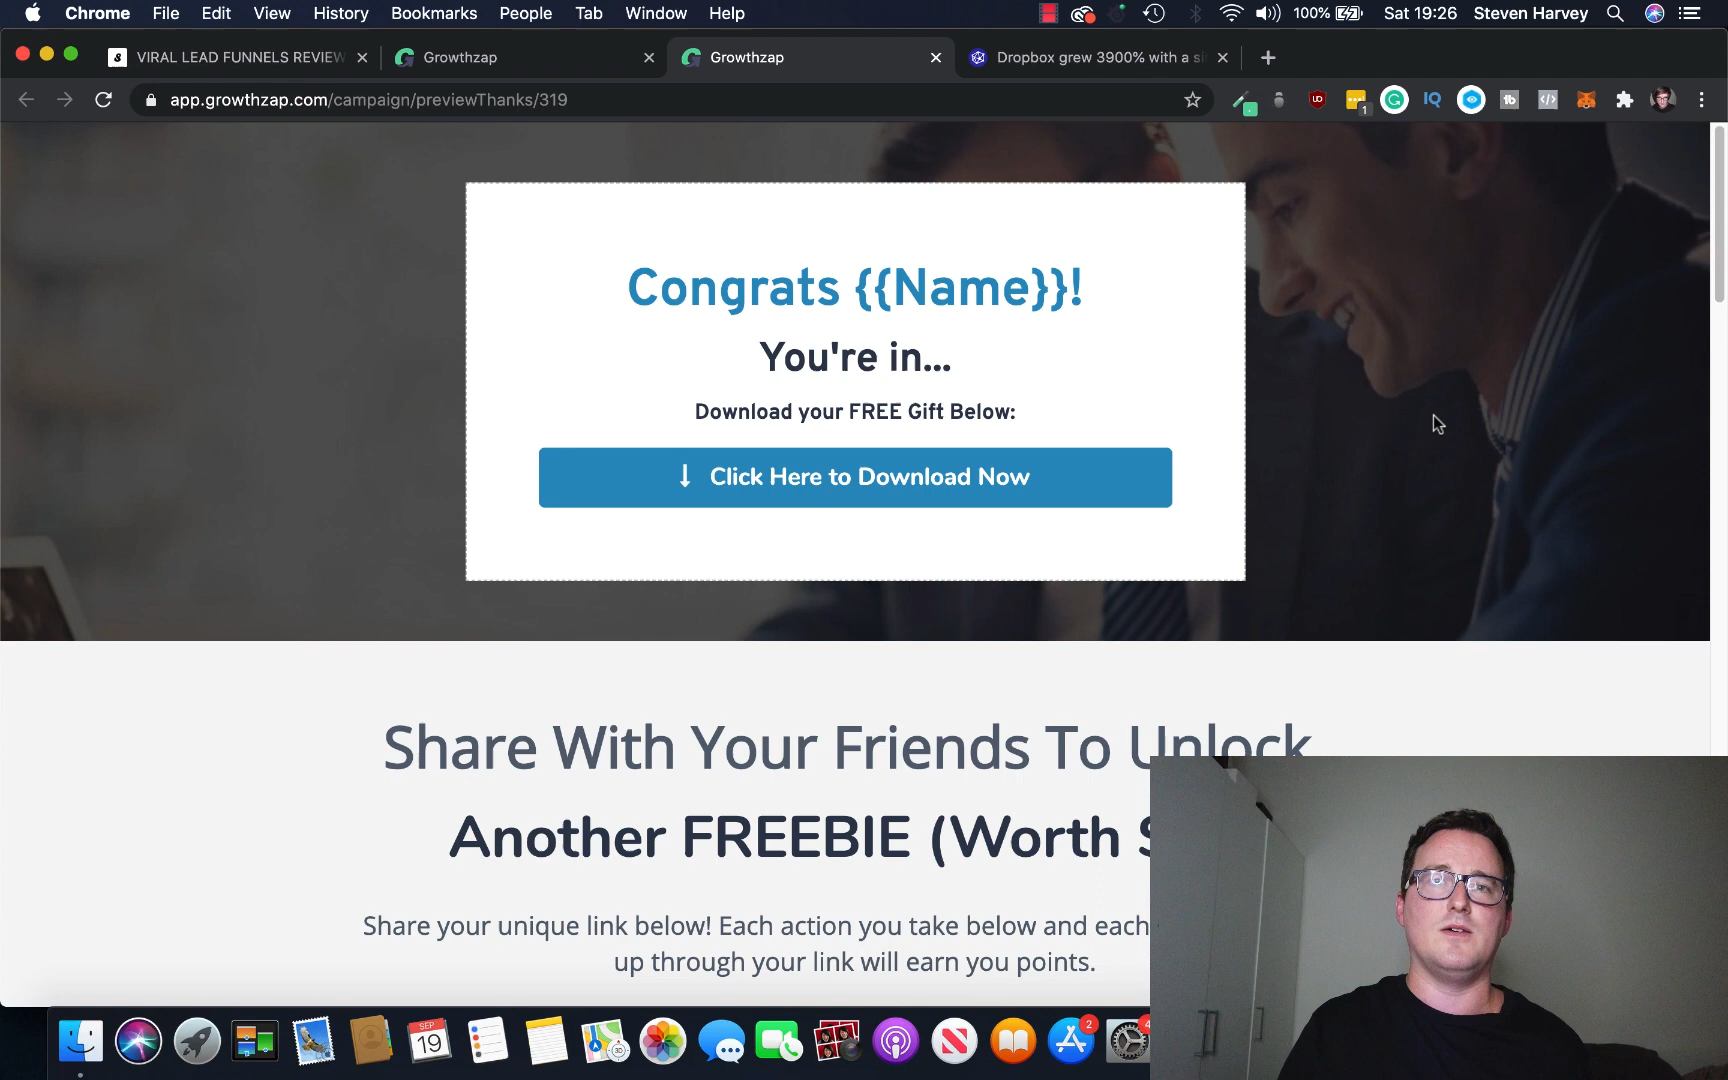 Chrome File Edit View History Bookmarks People Tab Window Help 100% Sat 19:26 Steven Harvey
VIRAL LEAD FUNNELS REVIEW Growthzap Growthzap Dropbox grew 3900% with a si
app.growthzap.com/campaign/previewThanks/319
Congrats {{Name}}!
You're in...
Download your FREE Gift Below:
Click Here to Download Now
Share With Your Friends To Unlock
Another FREEBIE (Worth
Share your unique link below! Each action you take below and each
up through your link will earn you points.
SEP
19
3D
2
4